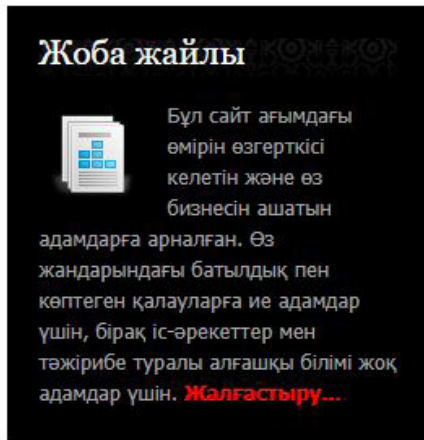 Жоба жайлы
Бұл сайт ағымдағы
өмірін өзгерткісі
келетін және өз
бизнесін ашатын
адамдарға арналған. Өз
жандарындағы батылдық пен
көптеген қалауларға ие адамдар
үшін, бірақ іс-әрекеттер мен
тәжірибе туралы алғашқы білімі жоқ
адамдар үшін. Жалғастыру...